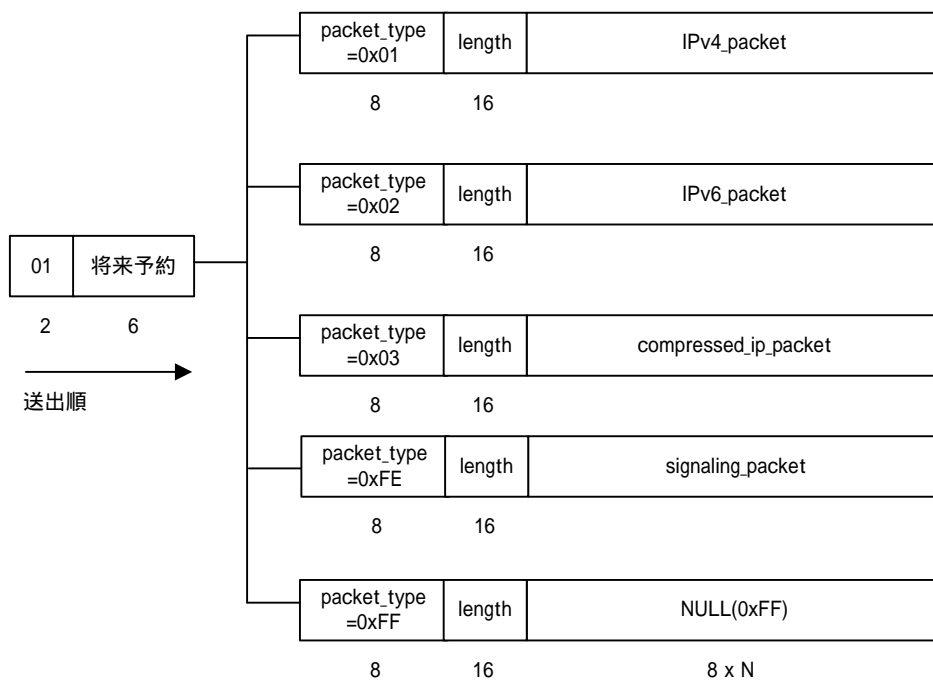 packet_type
=0x01
length
IPv4_packet
8
16
packet_type
=0x02
length
IPv6_packet
8
16
01
将来予約
2
6
送出順
packet_type
=0x03
length
compressed_ip_packet
8
16
packet_type
=0xFE
length
signaling_packet
8
16
packet_type
=0xFF
length
NULL(0xFF)
8
16
8 x N